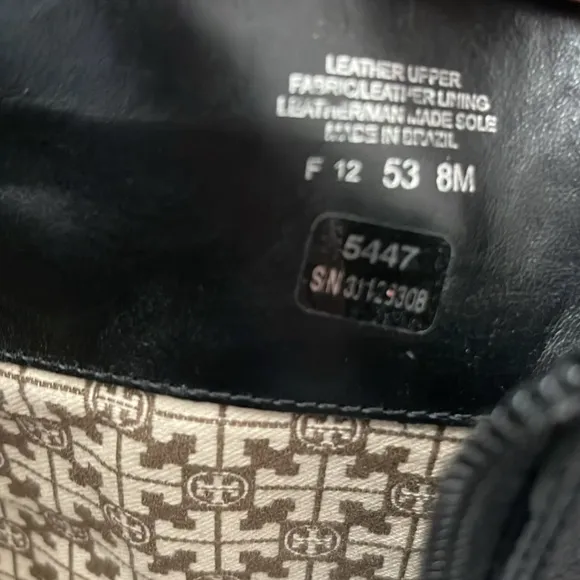 LEATHER UPPER
FABRIC/LEATHER LINING
LEATHER/MAN MADE SOLE
MADE IN BRAZIL
F 12 53 8M
5447
S/N